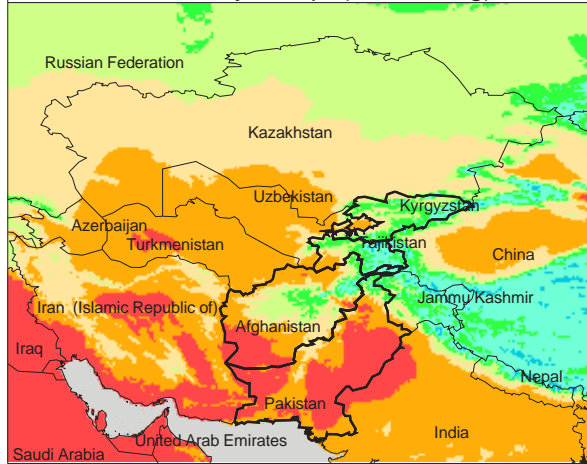 Russian Federation
Kazakhstan
Uzbekistan
Kyrgyzstan
Azerbaijan
Turkmenistan
Tajikistan
China
Iran (Islamic Republic of)
Jammu Kashmir
Afghanistan
Iraq
Nepal
Pakistan
India
United Arab Emirates
Saudi Arabia